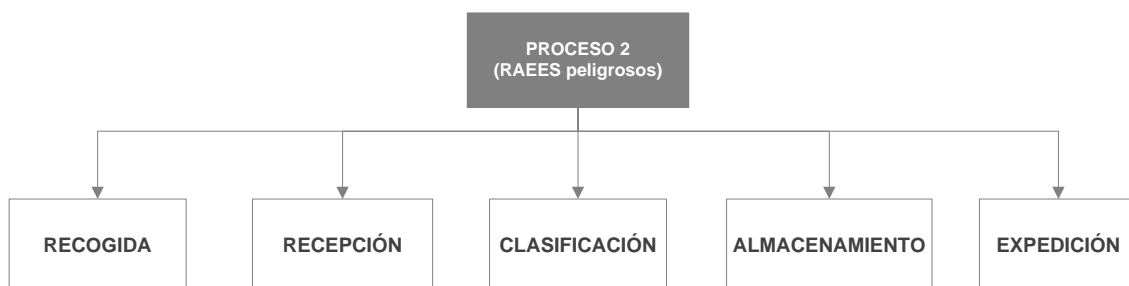 PROCESO 2
(RAEES peligrosos)
RECOGIDA
RECEPCIÓN
CLASIFICACIÓN
ALMACENAMIENTO
EXPEDICIÓN